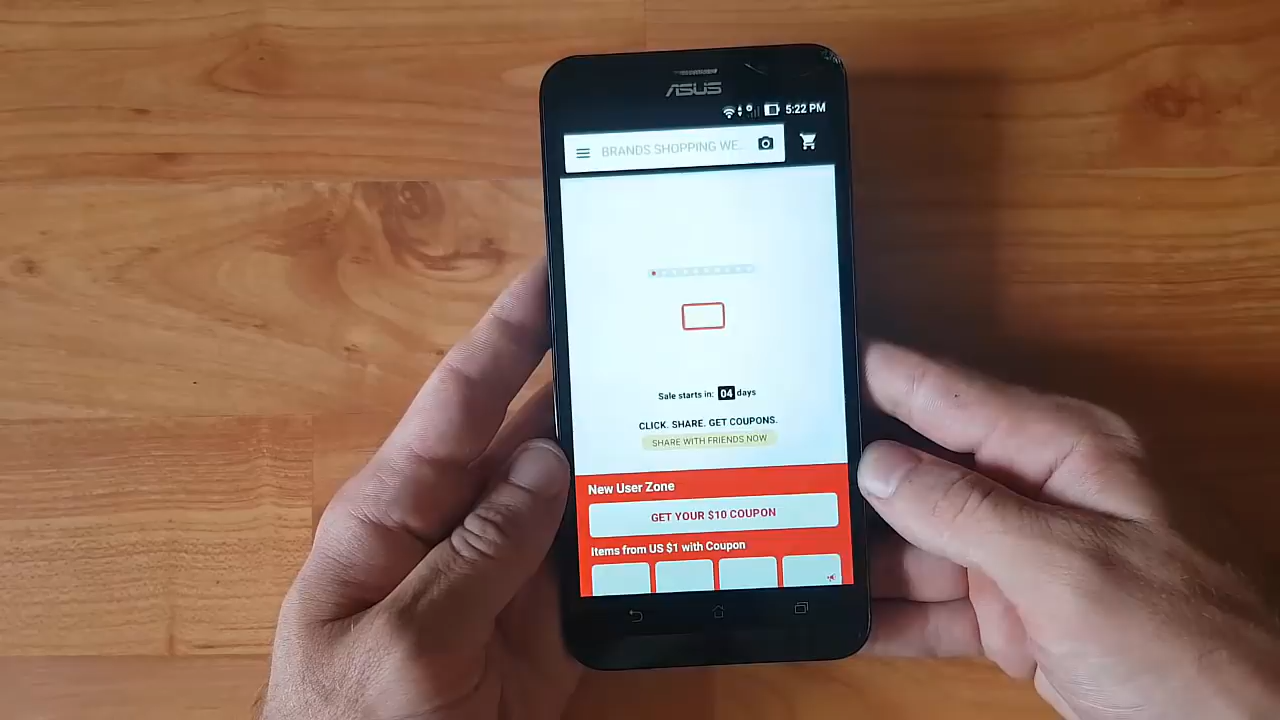 ASUS
5:22 PM
BRANDS SHOPPING WE...
Sale starts in: 04 days
CLICK. SHARE. GET COUPONS.
SHARE WITH FRIENDS NOW
New User Zone
GET YOUR $10 COUPON
Items from US $1 with Coupon